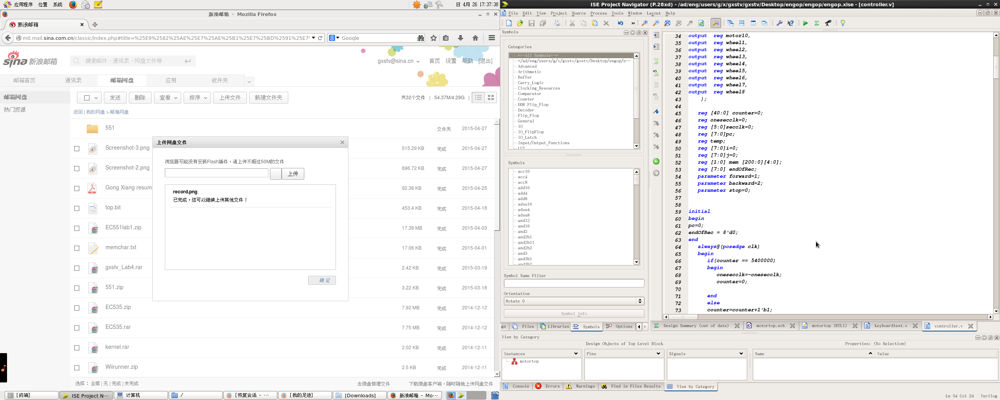 应用程序 位置 系统
日 4月 26 17:37:38
新浪邮箱 - Mozilla Firefox
新浪邮箱
m0.mail.sina.com.cn/classic/index.php#title=%25E9%2582%25AE%25E7%25AE%25B1%25E7%25BD%2591%25E7%
Google
sina 新浪邮箱
搜索邮件、通讯录、网盘文件等
gxstv@sina.cn 首页 设置 帮助 [退出]
邮箱首页 通讯录 邮箱网盘 应用 收件夹
邮箱网盘
热门资源
发送 删除 查看 排序 上传文件 新建文件夹
共32个文件 | 54.37M/4.29G |
返回 | 我的网盘 > 邮箱网盘
551 文件夹 2015-04-27
Screenshot-3.png 515.29 KB 完成 2015-04-27
Screenshot-2.png 696.72 KB 完成 2015-04-27
Gong Xiang resum 92.36 KB 完成 2015-04-25
top.bit 453.4 KB 完成 2015-04-18
EC551lab1.zip 17.38 MB 完成 2015-04-03
memchar.txt 17.06 KB 完成 2015-04-01
gxstv_Lab4.rar 2.42 KB 完成 2015-03-19
551.zip 3.22 KB 完成 2015-03-18
EC535.zip 7.92 MB 完成 2014-12-12
EC535.rar 7.75 MB 完成 2014-12-12
kernel.rar 2.02 KB 完成 2014-12-11
Wiirunner.zip 2.5 KB 完成 2014-12-11
上传网盘文件
浏览器可能没有安装Flash插件，请上传不超过50M的文件
上传
record.png
已完成，您可以继续上传其他文件！
确 定
选择： 全部 | 无 | 完成 | 未完成
去微盘管理文件 下载微盘客户端，随时随地上传网盘文件
[终端] ISE Project N··· 计算机 / [恢复会话 - ··· [我的足迹] [Downloads] 新浪邮箱 - Mo···
ISE Project Navigator (P.28xd) - /ad/eng/users/g/x/gxstv/gxstv/Desktop/engop/engop/engop.xise - [controller.v]
File Edit View Project Source Process Tools Window Layout Help
Symbols
Categories
<--All Symbols-->
</ad/eng/users/g/x/gxstv/gxstv/Desktop/engop/e···
Advanced
Arithmetic
Buffer
Carry_Logic
Clocking_Resources
Comparator
Counter
DDR Flip_Flop
Decoder
Flip_Flop
General
IO
IO_FlipFlop
IO_Latch
Input/Output_Functions
LUT
Symbols
acc16
acc4
acc8
add16
add4
add8
adsu16
adsu4
adsu8
and12
and16
and2
and2b1
and2b11
and2b2
and3
and3b1
and3b2
Symbol Name Filter
Orientation
Rotate 0
Symbol Info
gn Files Libraries Symbols Options
34 output reg motor10,
35 output reg wheel1,
36 output reg wheel2,
37 output reg wheel3,
38 output reg wheel4,
39 output reg wheel5,
40 output reg wheel6,
41 output reg wheel7,
42 output reg wheel8
43 );
44
45 reg [40:0] counter=0;
46 reg onesecclk=0;
47 reg [5:0]secclk=0;
48 reg [7:0]pc;
49 reg temp;
50 reg [7:0]i=0;
51 reg [7:0]j=0;
52 reg [1:0] mem [200:0][4:0];
53 reg [7:0] endOfRec;
54 parameter forward=1;
55 parameter backward=2;
56 parameter stop=0;
57
58
59 initial
60 begin
61 pc=0;
62 endOfRec = 8'd0;
63 end
64 always@(posedge clk)
65 begin
66 if(counter == 5400000)
67 begin
68 onesecclk=~onesecclk;
69 counter=0;
70
71 end
72 else
73 counter=counter+1'b1;
Design Summary (out of date) motortop.sch motortop (RTL1) keyboardtest.v controller.v
View by Category
Design Objects of Top Level Block
Properties: (No Selection)
Instances Pins Signals Name Value
motortop
Console Errors Warnings Find in Files Results View by Category
Ln 54 Col 24 Verilog